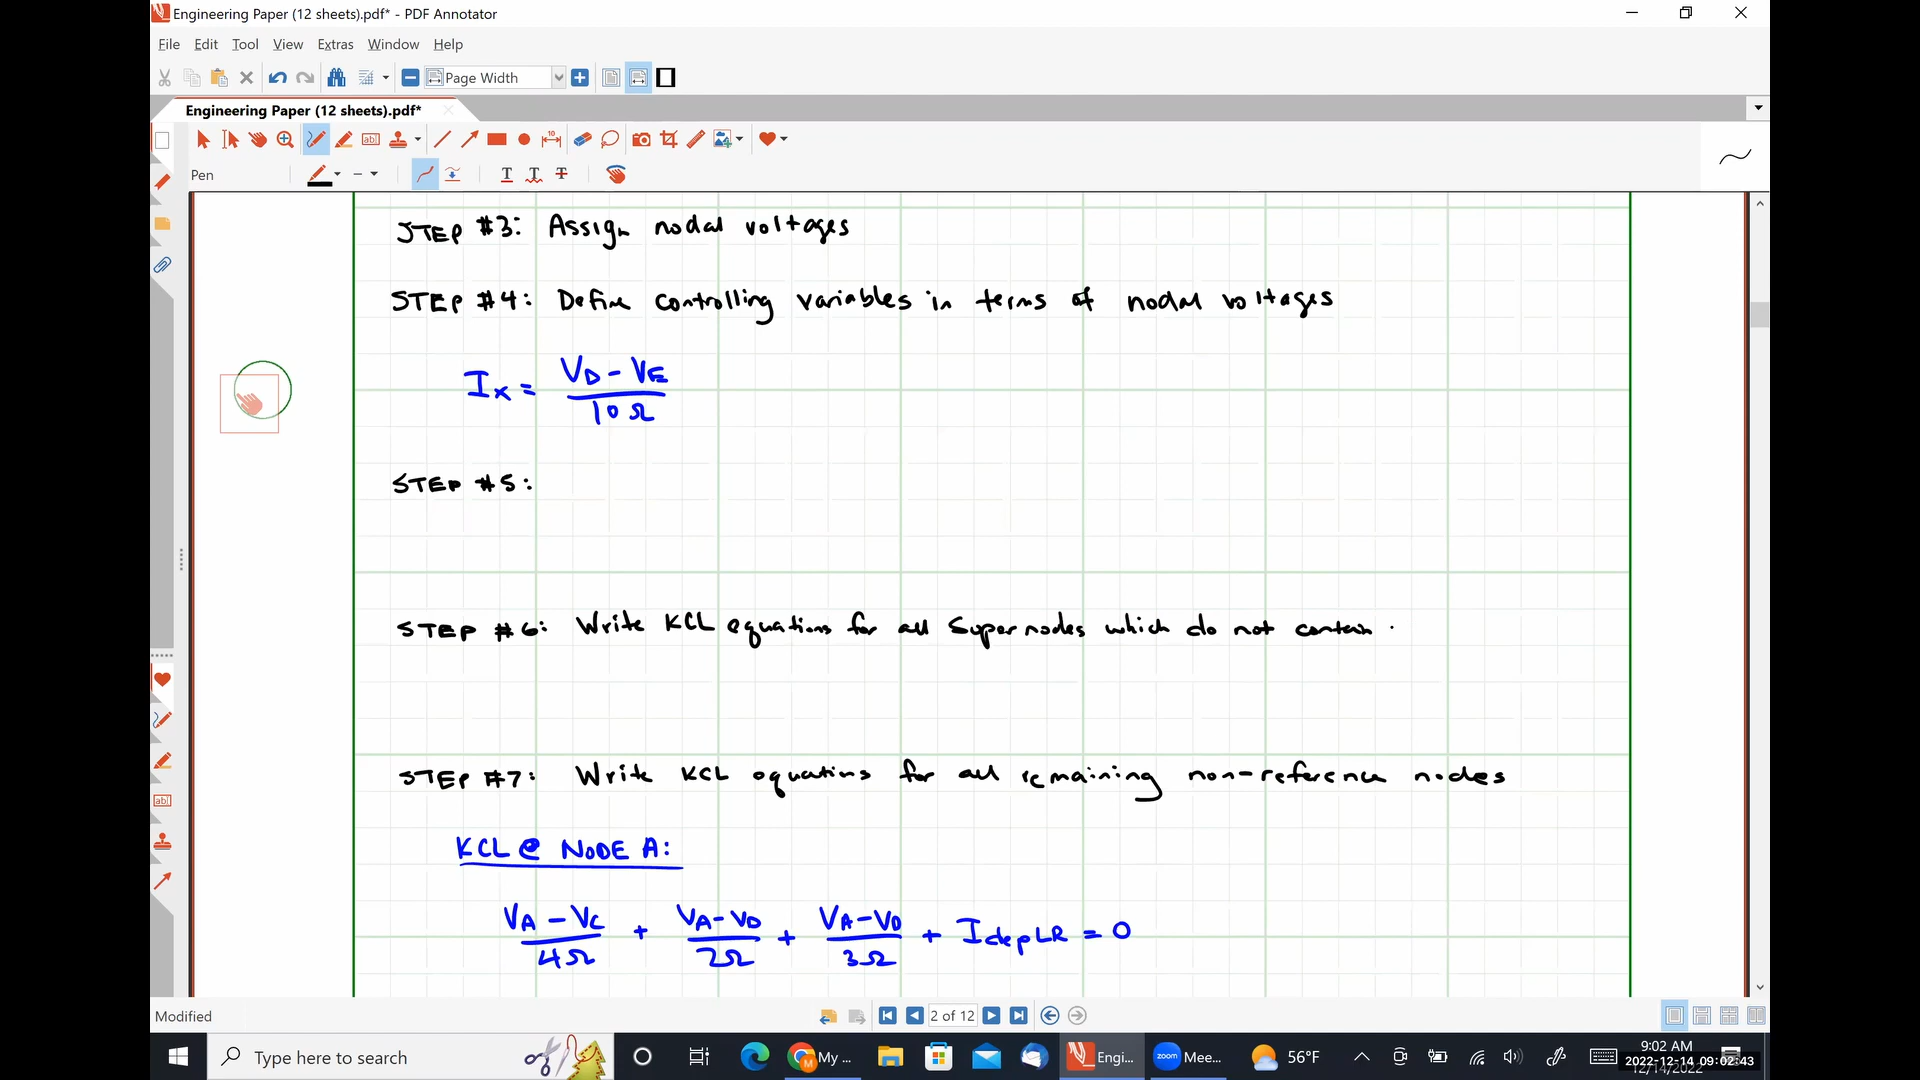 Engineering Paper (12 sheets).pdf* - PDF Annotator
File Edit Tool View Extras Window Help
Page Width
Engineering Paper (12 sheets).pdf*
Pen
STEP #3: Assign nodal voltages
STEP #4: Define controlling variables in terms of nodal voltages
Ix = VD - VE
10 Ω
STEP #5:
STEP #6: Write KCL equations for all Supernodes which do not contain .
STEP #7: Write KCL equations for all remaining non-reference nodes
KCL @ NODE A:
VA - VC + VA - VD + VA - VD + IdepLR = 0
4Ω 2Ω 3Ω
Modified
2 of 12
Type here to search
My ...
Engi...
zoom
Mee...
56°F
9:02 AM
2022-12-14 09:02:43
12/14/2022